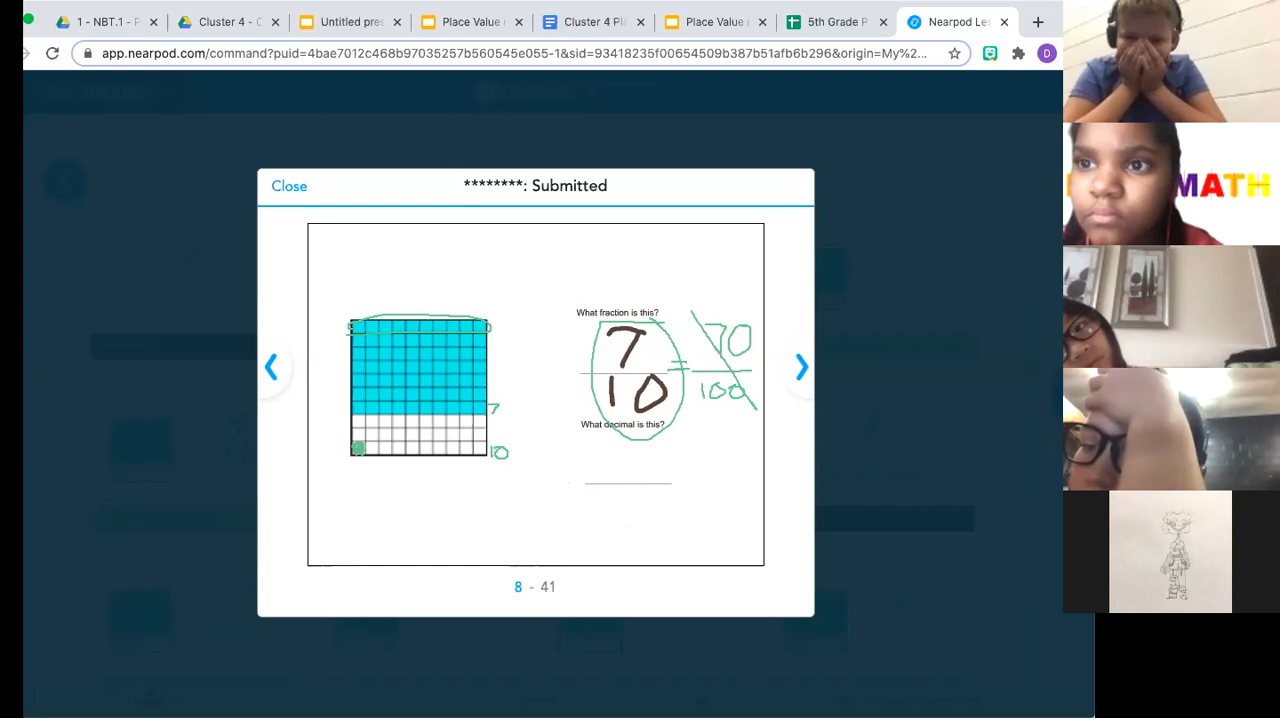 1 - NBT.1 - P
Cluster 4 - C
Untitled pres
Place Value r
Cluster 4 Pla
Place Value r
5th Grade P
Nearpod Les
app.nearpod.com/command?puid=4bae7012c468b97035257b560545e055-1&sid=93418235f00654509b387b51afb6b296&origin=My%2...
D
MATH
Close
********: Submitted
What fraction is this?
7 70
=
10 100
What decimal is this?
7
10
8 - 41